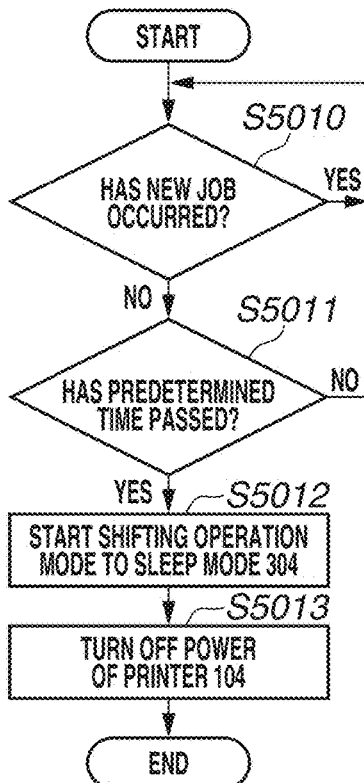 START
S5010
HAS NEW JOB
OCCURRED?
YES
NO
S5011
HAS PREDETERMINED
TIME PASSED?
NO
YES
S5012
START SHIFTING OPERATION
MODE TO SLEEP MODE 304
S5013
TURN OFF POWER
OF PRINTER 104
END